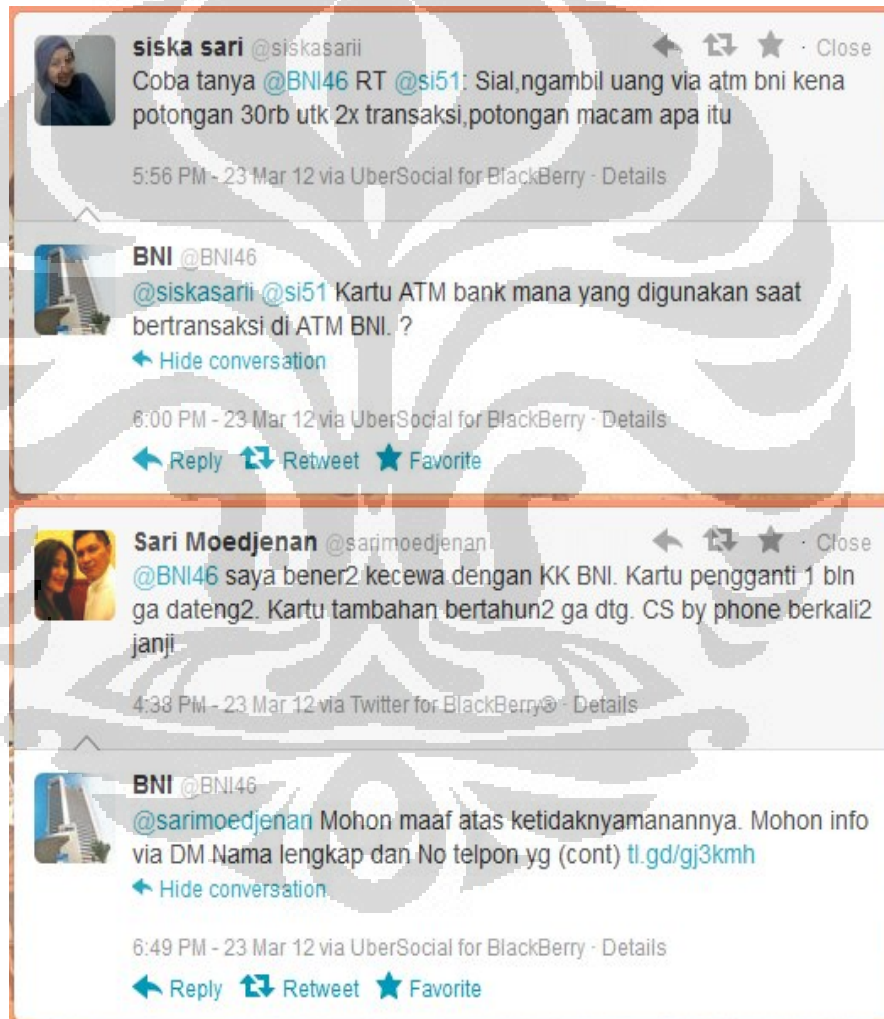 siska sari @siskasarii · Close
Coba tanya @BNI46 RT @si51: Sial,ngambil uang via atm bni kena
potongan 30rb utk 2x transaksi,potongan macam apa itu
5:56 PM - 23 Mar 12 via UberSocial for BlackBerry · Details
BNI @BNI46
@siskasarii @si51 Kartu ATM bank mana yang digunakan saat
bertransaksi di ATM BNI. ?
Hide conversation
6:00 PM - 23 Mar 12 via UberSocial for BlackBerry · Details
Reply Retweet Favorite
Sari Moedjenan @sarimoedjenan · Close
@BNI46 saya bener2 kecewa dengan KK BNI. Kartu pengganti 1 bln
ga dateng2. Kartu tambahan bertahun2 ga dtg. CS by phone berkali2
janji
4:38 PM - 23 Mar 12 via Twitter for BlackBerry® · Details
BNI @BNI46
@sarimoedjenan Mohon maaf atas ketidaknyamanannya. Mohon info
via DM Nama lengkap dan No telpon yg (cont) tl.gd/gj3kmh
Hide conversation
6:49 PM - 23 Mar 12 via UberSocial for BlackBerry · Details
Reply Retweet Favorite